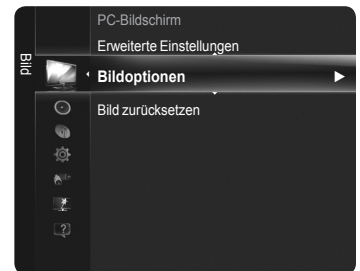 PC-Bildschirm
Erweiterte Einstellungen
Bild
Bildoptionen
Bild zurücksetzen